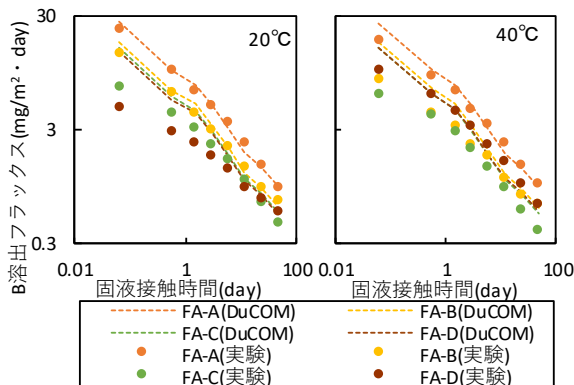 30
3
0.3
B溶出フラックス(mg/m²・day)
20℃
0.01
1
100
固液接触時間(day)
40℃
0.01
1
100
固液接触時間(day)
FA-A(DuCOM)
FA-B(DuCOM)
FA-C(DuCOM)
FA-D(DuCOM)
FA-A(実験)
FA-B(実験)
FA-C(実験)
FA-D(実験)